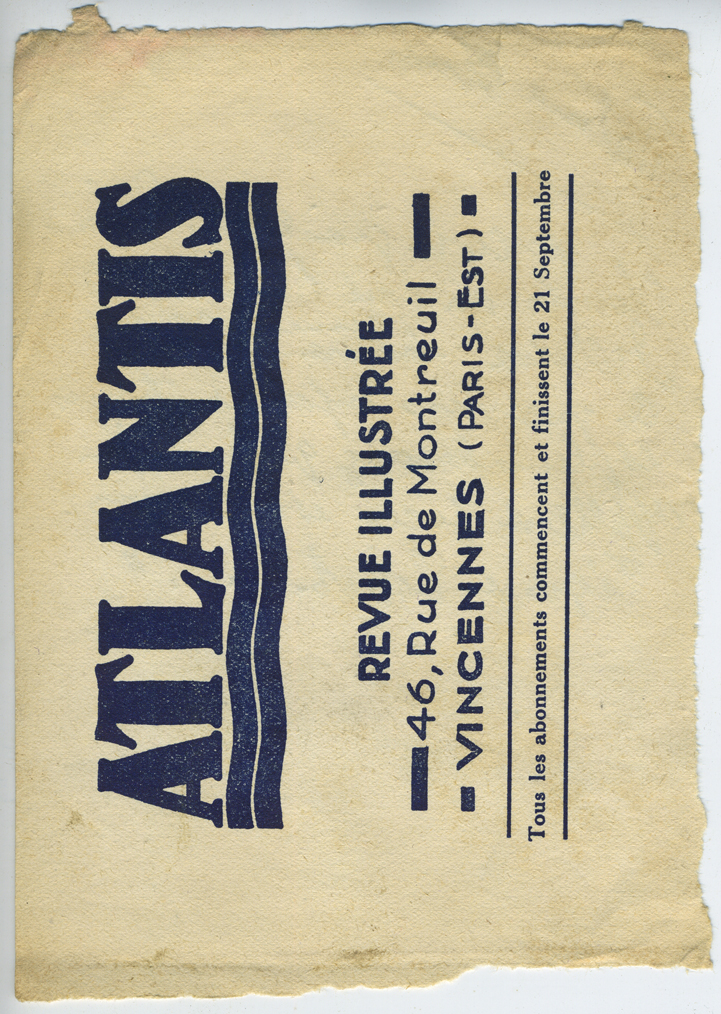 ATLANTIS
REVUE ILLUSTRÉE
46, Rue de Montreuil
VINCENNES (PARIS-EST)
Tous les abonnements commencent et finissent le 21 Septembre